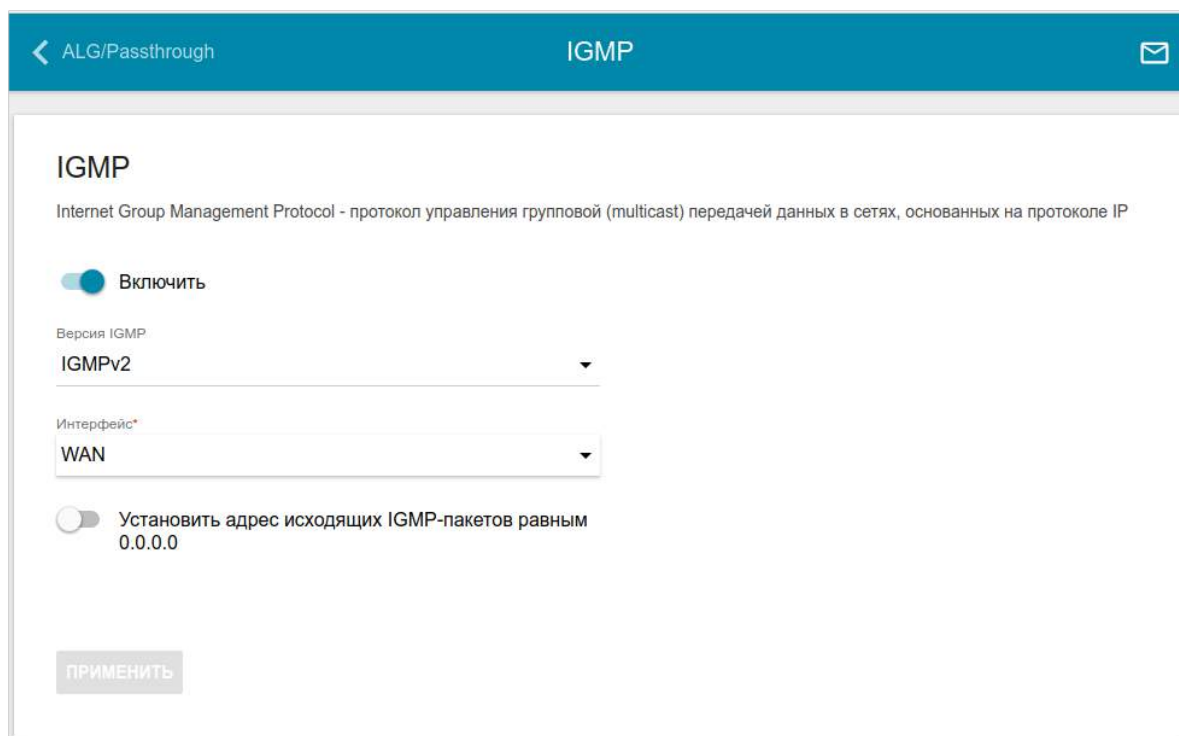 ALG/Passthrough
IGMP
IGMP
Internet Group Management Protocol - протокол управления групповой (multicast) передачей данных в сетях, основанных на протоколе IP
Включить
Версия IGMP
IGMPv2
Интерфейс*
WAN
Установить адрес исходящих IGMP-пакетов равным
0.0.0.0
ПРИМЕНИТЬ